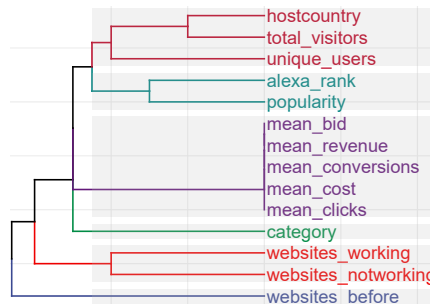 hostcountry
total_visitors
unique_users
alexa_rank
popularity
mean_bid
mean_revenue
mean_conversions
mean_cost
mean_clicks
category
websites_working
websites_notworking
websites_before